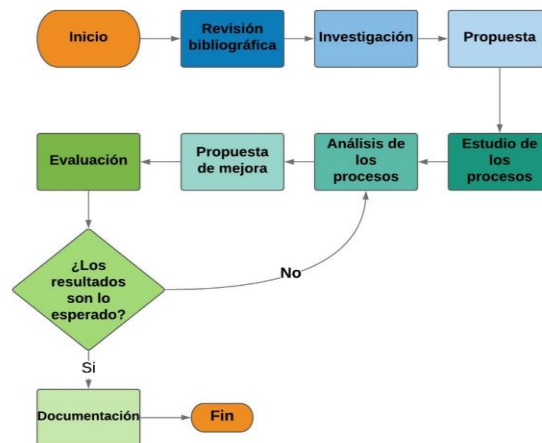 Inicio
Revisión
bibliográfica
Investigación
Propuesta
Estudio de
los
procesos
Análisis de
los
procesos
Propuesta
de mejora
Evaluación
¿Los
resultados
son lo
esperado?
No
Si
Documentación
Fin